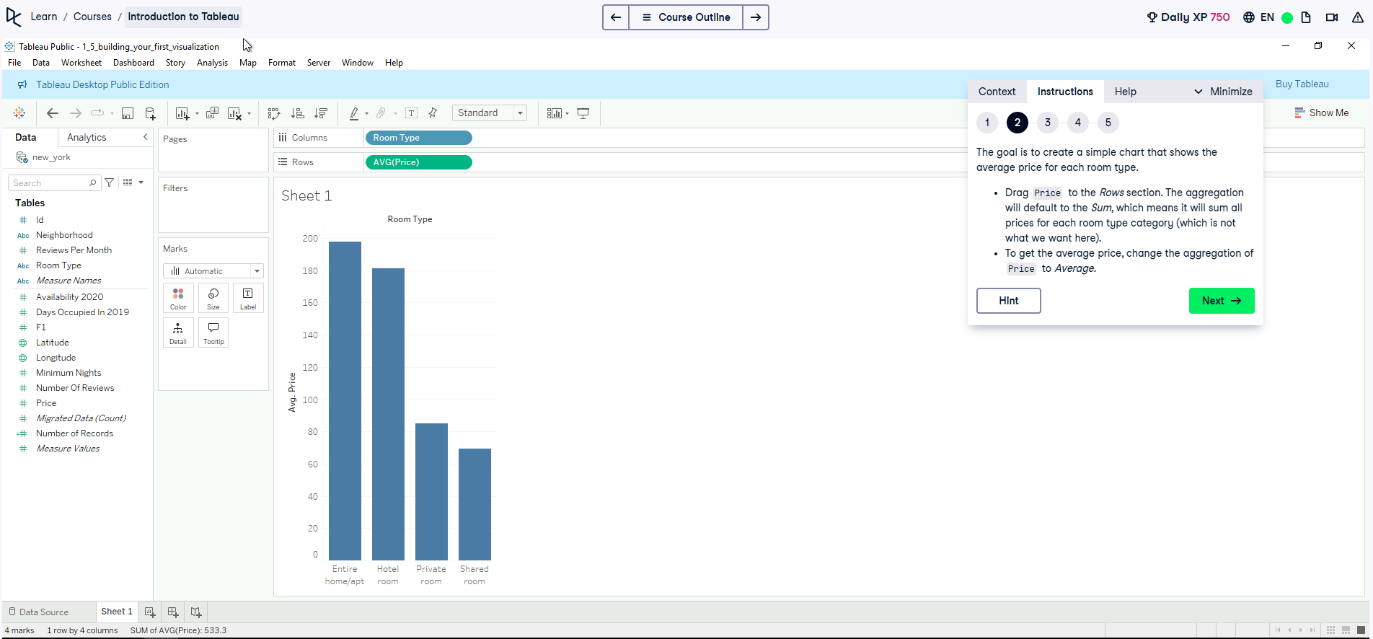 Learn / Courses / Introduction to Tableau
Course Outline
Daily XP 750
EN
Tableau Public - 1_5_building_your_first_visualization
File Data Worksheet Dashboard Story Analysis Map Format Server Window Help
Tableau Desktop Public Edition
Buy Tableau
Standard
Show Me
Data Analytics
new_york
Search
Tables
Id
Abc Neighborhood
Reviews Per Month
Abc Room Type
Abc Measure Names
Availability 2020
Days Occupied In 2019
F1
Latitude
Longitude
Minimum Nights
Number Of Reviews
Price
Migrated Data (Count)
Number of Records
Measure Values
Pages
Filters
Marks
Automatic
Color Size Label
Detail Tooltip
Columns Room Type
Rows AVG(Price)
Sheet 1
Room Type
200
180
160
140
120
100
80
60
40
20
0
Avg. Price
Entire home/apt
Hotel room
Private room
Shared room
Context Instructions Help Minimize
1 2 3 4 5
The goal is to create a simple chart that shows the
average price for each room type.
• Drag Price to the Rows section. The aggregation
will default to the Sum, which means it will sum all
prices for each room type category (which is not
what we want here).
• To get the average price, change the aggregation of
Price to Average.
Hint
Next →
Data Source Sheet 1
4 marks 1 row by 4 columns SUM of AVG(Price): 533.3